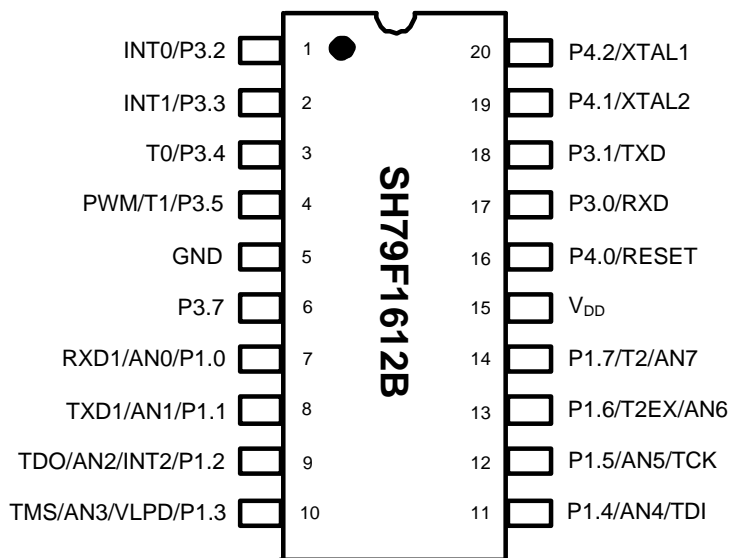 INT0/P3.2 1 20 P4.2/XTAL1
INT1/P3.3 2 19 P4.1/XTAL2
T0/P3.4 3 18 P3.1/TXD
PWM/T1/P3.5 4 17 P3.0/RXD
GND 5 16 P4.0/RESET
P3.7 6 15 VDD
RXD1/AN0/P1.0 7 14 P1.7/T2/AN7
TXD1/AN1/P1.1 8 13 P1.6/T2EX/AN6
TDO/AN2/INT2/P1.2 9 12 P1.5/AN5/TCK
TMS/AN3/VLPD/P1.3 10 11 P1.4/AN4/TDI
SH79F1612B